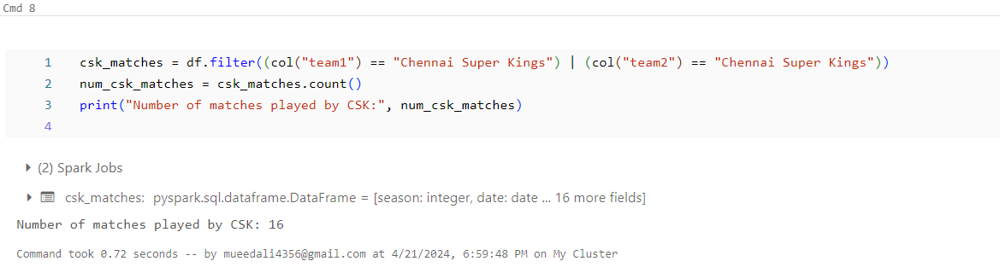 Cmd 8
1 csk_matches = df.filter((col("team1") == "Chennai Super Kings") | (col("team2") == "Chennai Super Kings"))
2 num_csk_matches = csk_matches.count()
3 print("Number of matches played by CSK:", num_csk_matches)
4
(2) Spark Jobs
csk_matches: pyspark.sql.dataframe.DataFrame = [season: integer, date: date ... 16 more fields]
Number of matches played by CSK: 16
Command took 0.72 seconds -- by mueedali4356@gmail.com at 4/21/2024, 6:59:48 PM on My Cluster